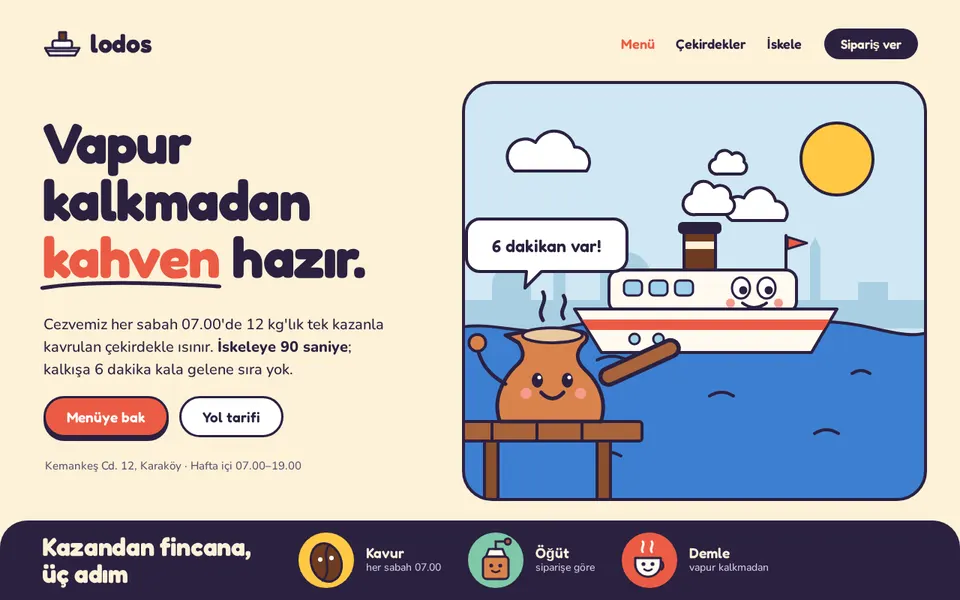 lodos
Menü
Çekirdekler
İskele
Sipariş ver
Vapur
kalkmadan
kahven hazır.
Cezvemiz her sabah 07.00'de 12 kg'lık tek kazanla
kavrulan çekirdekle ısınır. İskeleye 90 saniye;
kalkışa 6 dakika kala gelene sıra yok.
Menüye bak
Yol tarifi
Kemankeş Cd. 12, Karaköy · Hafta içi 07.00–19.00
6 dakikan var!
Kazandan fincana,
üç adım
Kavur
her sabah 07.00
Öğüt
siparişe göre
Demle
vapur kalkmadan